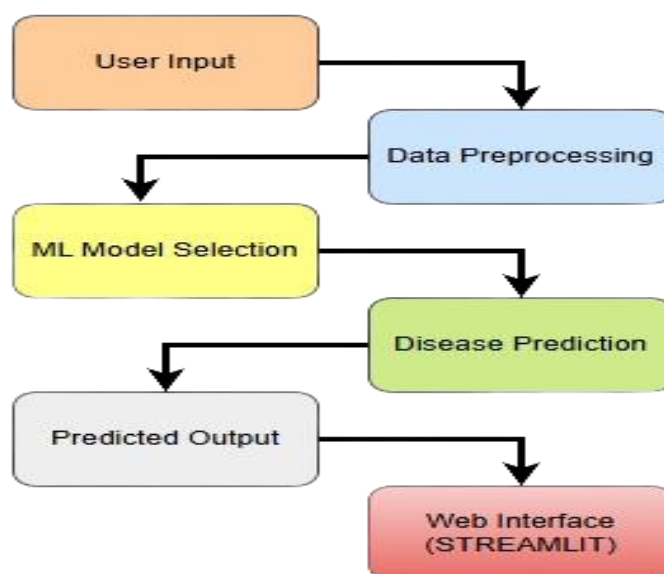 User Input
Data Preprocessing
ML Model Selection
Disease Prediction
Predicted Output
Web Interface
(STREAMLIT)